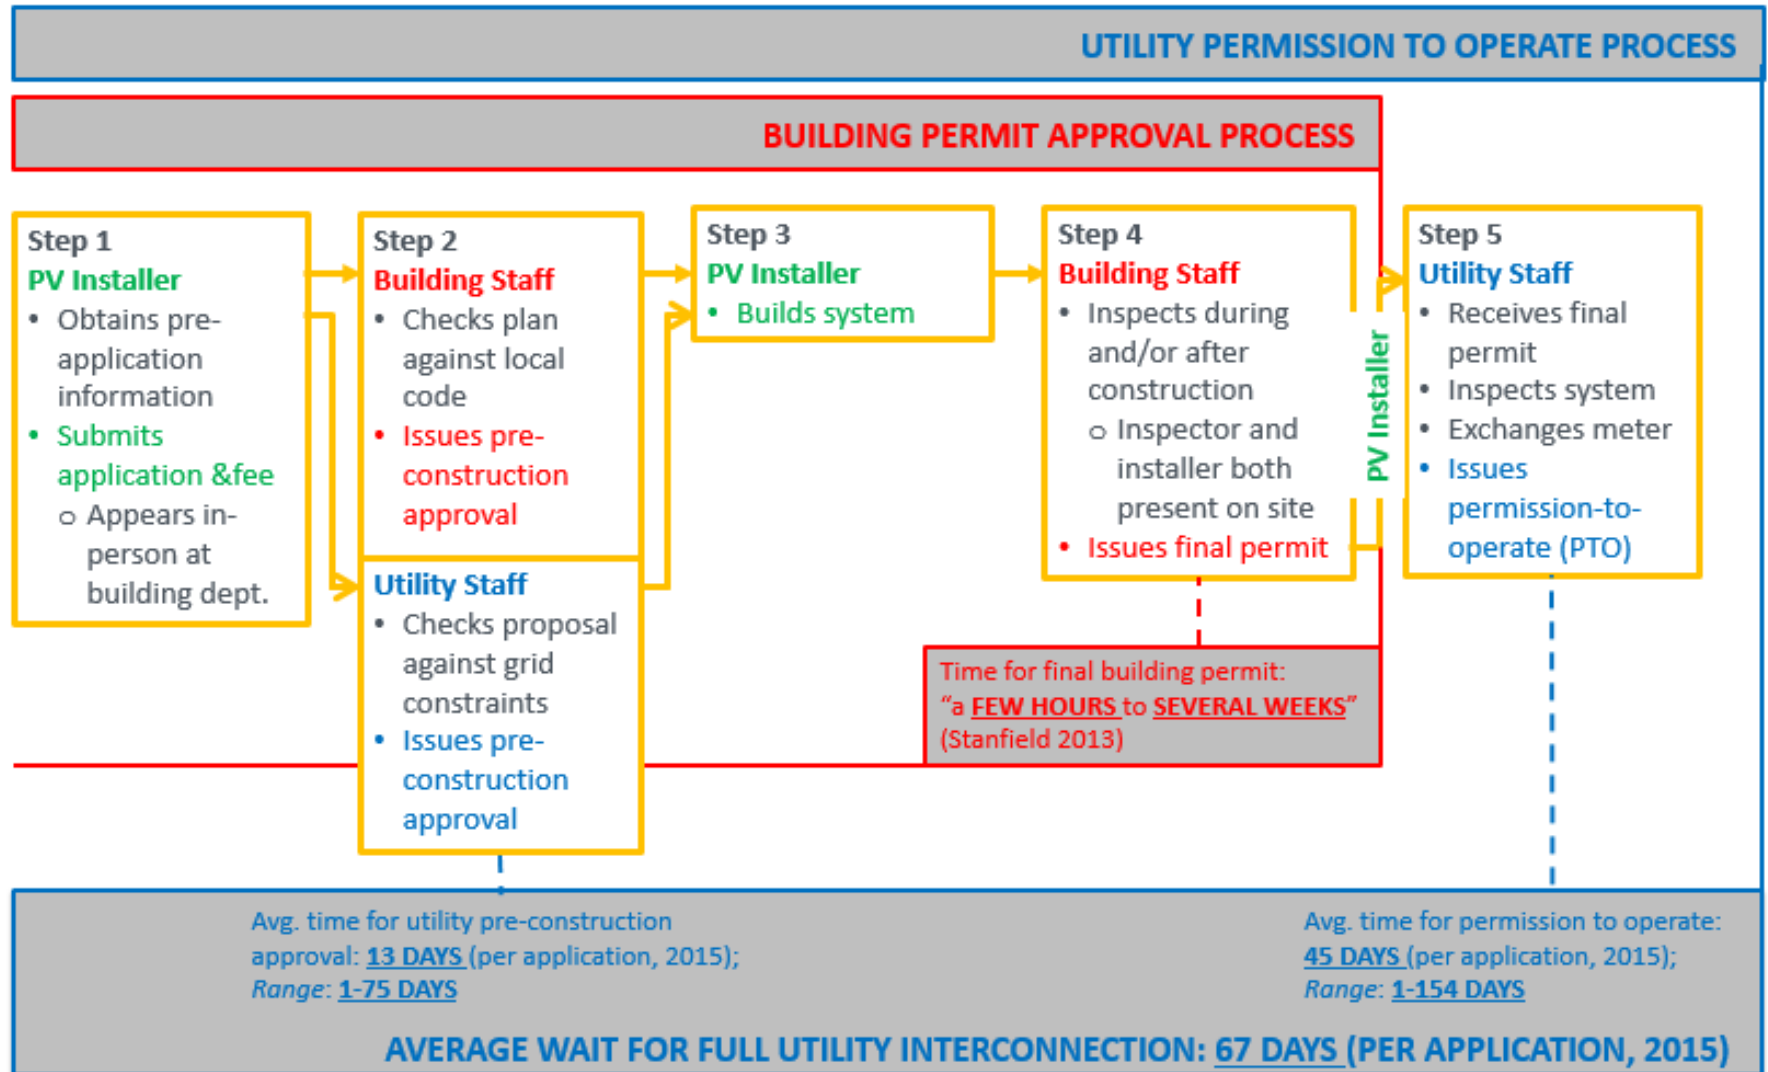 UTILITY PERMISSION TO OPERATE PROCESS
BUILDING PERMIT APPROVAL PROCESS
Step 1
PV Installer
• Obtains pre-
application
information
• Submits
application &fee
o Appears in-
person at
building dept.
Step 2
Building Staff
• Checks plan
against local
code
• Issues pre-
construction
approval
Utility Staff
• Checks proposal
against grid
constraints
• Issues pre-
construction
approval
Step 3
PV Installer
• Builds system
Step 4
Building Staff
• Inspects during
and/or after
construction
o Inspector and
installer both
present on site
• Issues final permit
PV Installer
Step 5
Utility Staff
• Receives final
permit
• Inspects system
• Exchanges meter
• Issues
permission-to-
operate (PTO)
Time for final building permit:
“a FEW HOURS to SEVERAL WEEKS”
(Stanfield 2013)
Avg. time for utility pre-construction
approval: 13 DAYS (per application, 2015);
Range: 1-75 DAYS
Avg. time for permission to operate:
45 DAYS (per application, 2015);
Range: 1-154 DAYS
AVERAGE WAIT FOR FULL UTILITY INTERCONNECTION: 67 DAYS (PER APPLICATION, 2015)